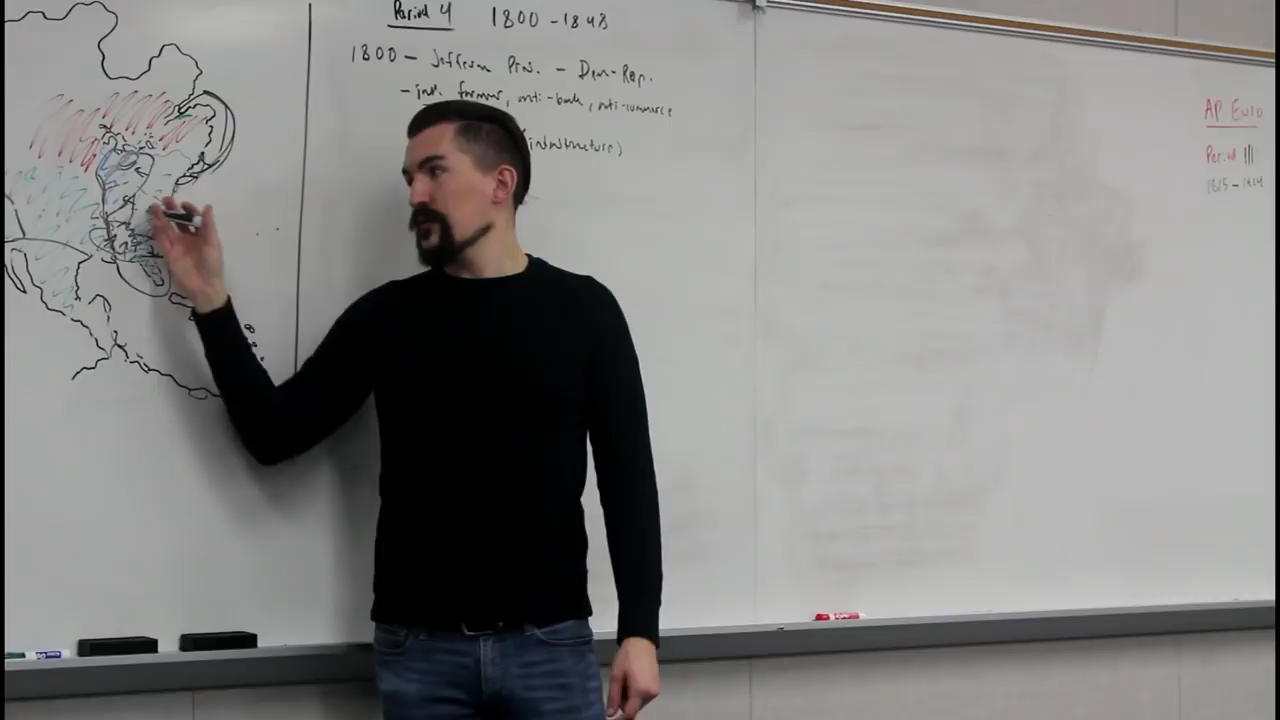 Period 4 1800-1848
1800 - Jefferson Pres. - Dem-Rep.
- ind. farmer, anti-bank, anti-commerce
(infrastructure)
AP Euro
Period III
1815-1914